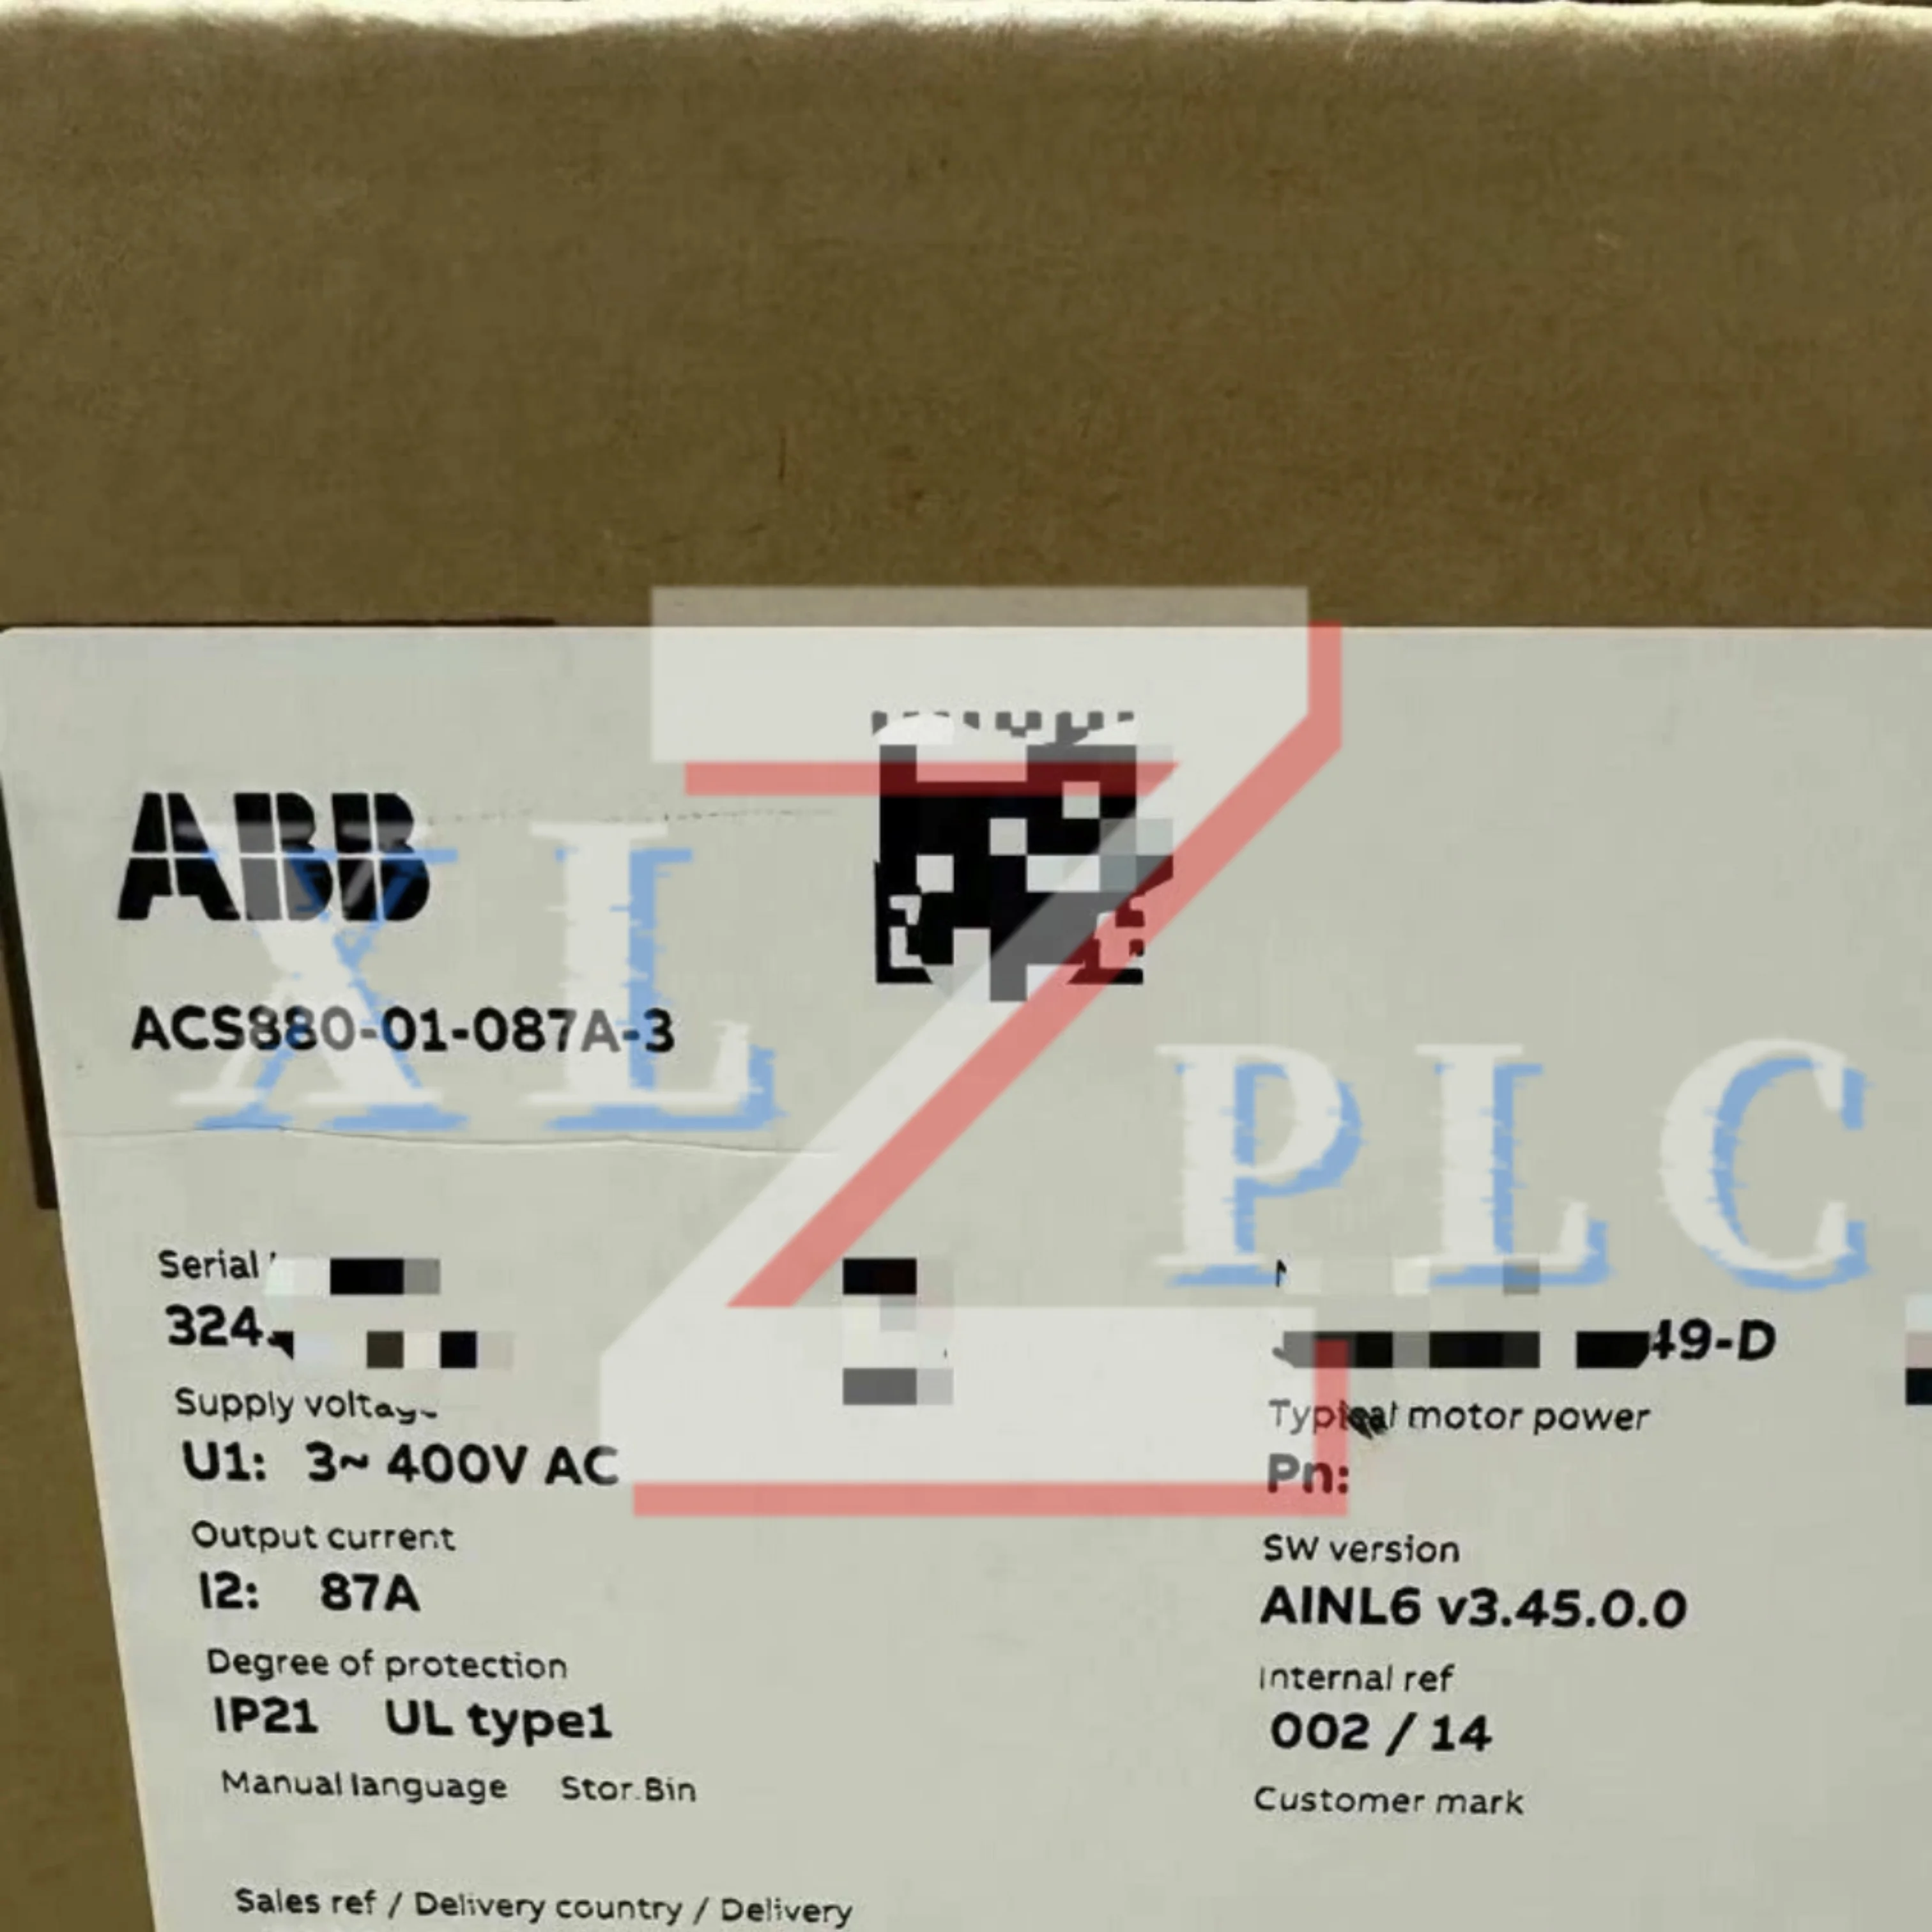 ABB
XLZPLC
ACS880-01-087A-3
Serial
324
49-D
Supply voltage
Typical motor power
U1: 3~ 400V AC
Pn:
Output current
SW version
I2: 87A
AINL6 v3.45.0.0
Degree of protection
Internal ref
IP21 UL type1
002 / 14
Manual language Stor.Bin
Customer mark
Sales ref / Delivery country / Delivery